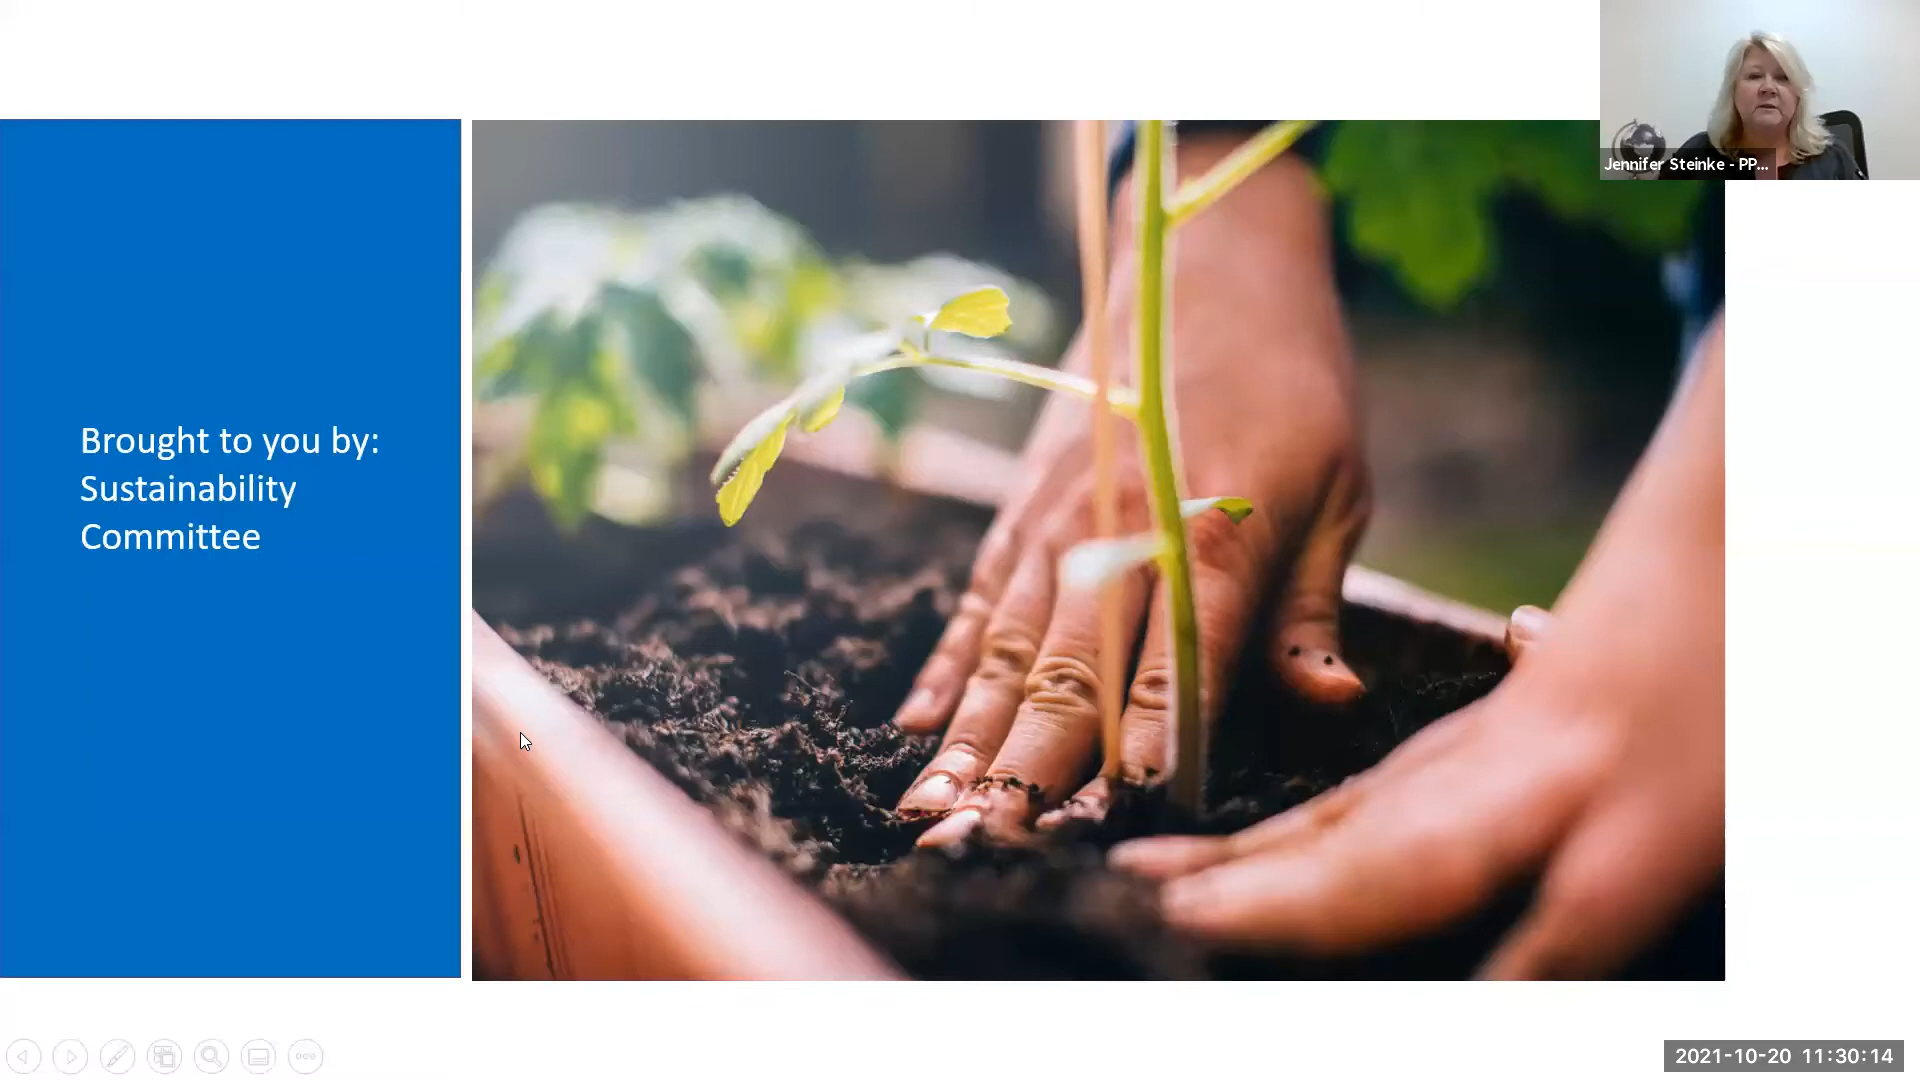 Jennifer Steinke - PP...
Brought to you by:
Sustainability
Committee
2021-10-20 11:30:14